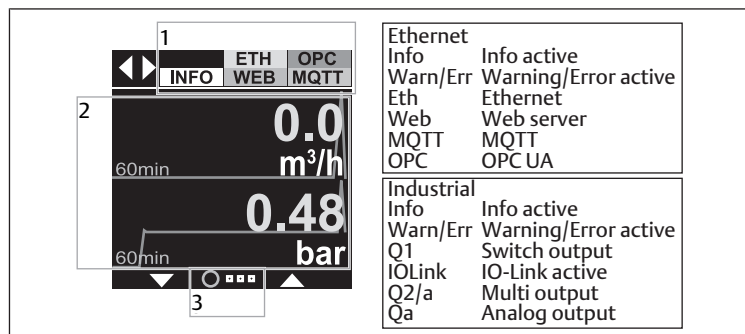 1
ETH OPC
INFO WEB MQTT
2
0.0
60min m³/h
0.48
60min bar
3
Ethernet
Info Info active
Warn/Err Warning/Error active
Eth Ethernet
Web Web server
MQTT MQTT
OPC OPC UA
Industrial
Info Info active
Warn/Err Warning/Error active
Q1 Switch output
IOLink IO-Link active
Q2/a Multi output
Qa Analog output